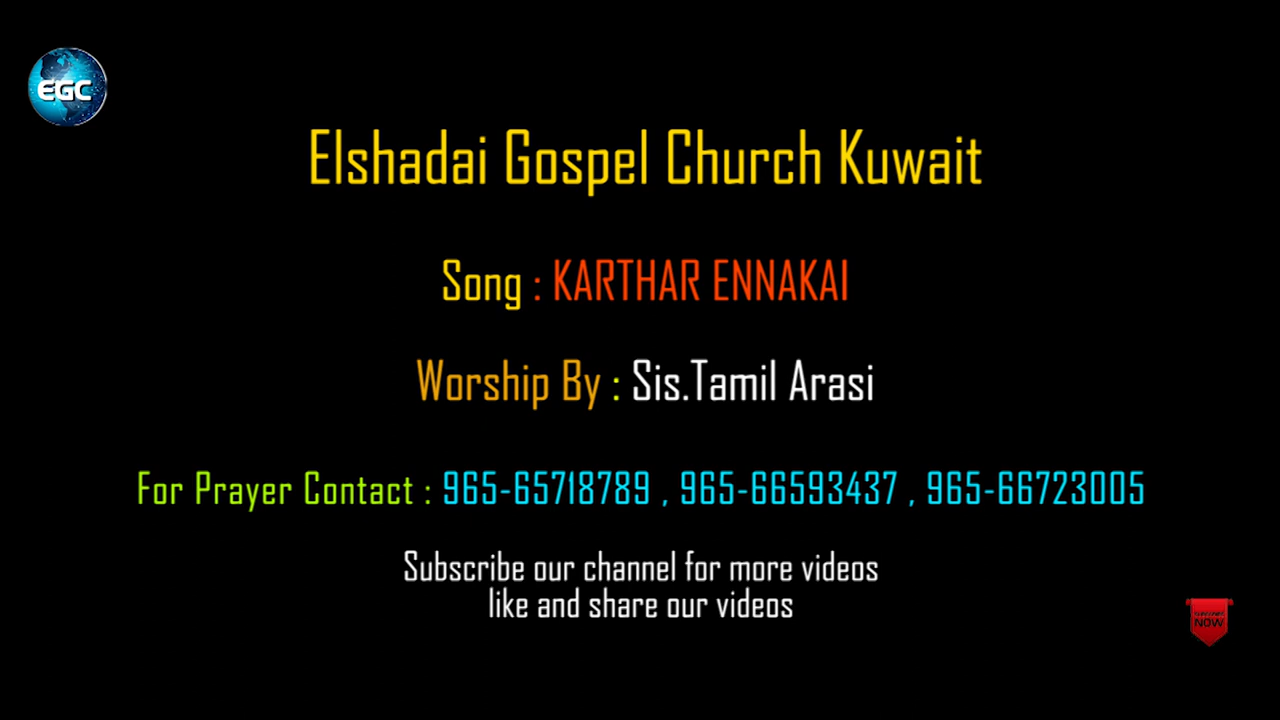 EGC
Elshadai Gospel Church Kuwait
Song : KARTHAR ENNAKAI
Worship By : Sis.Tamil Arasi
For Prayer Contact : 965-65718789 , 965-66593437 , 965-66723005
Subscribe our channel for more videos
like and share our videos
NOW